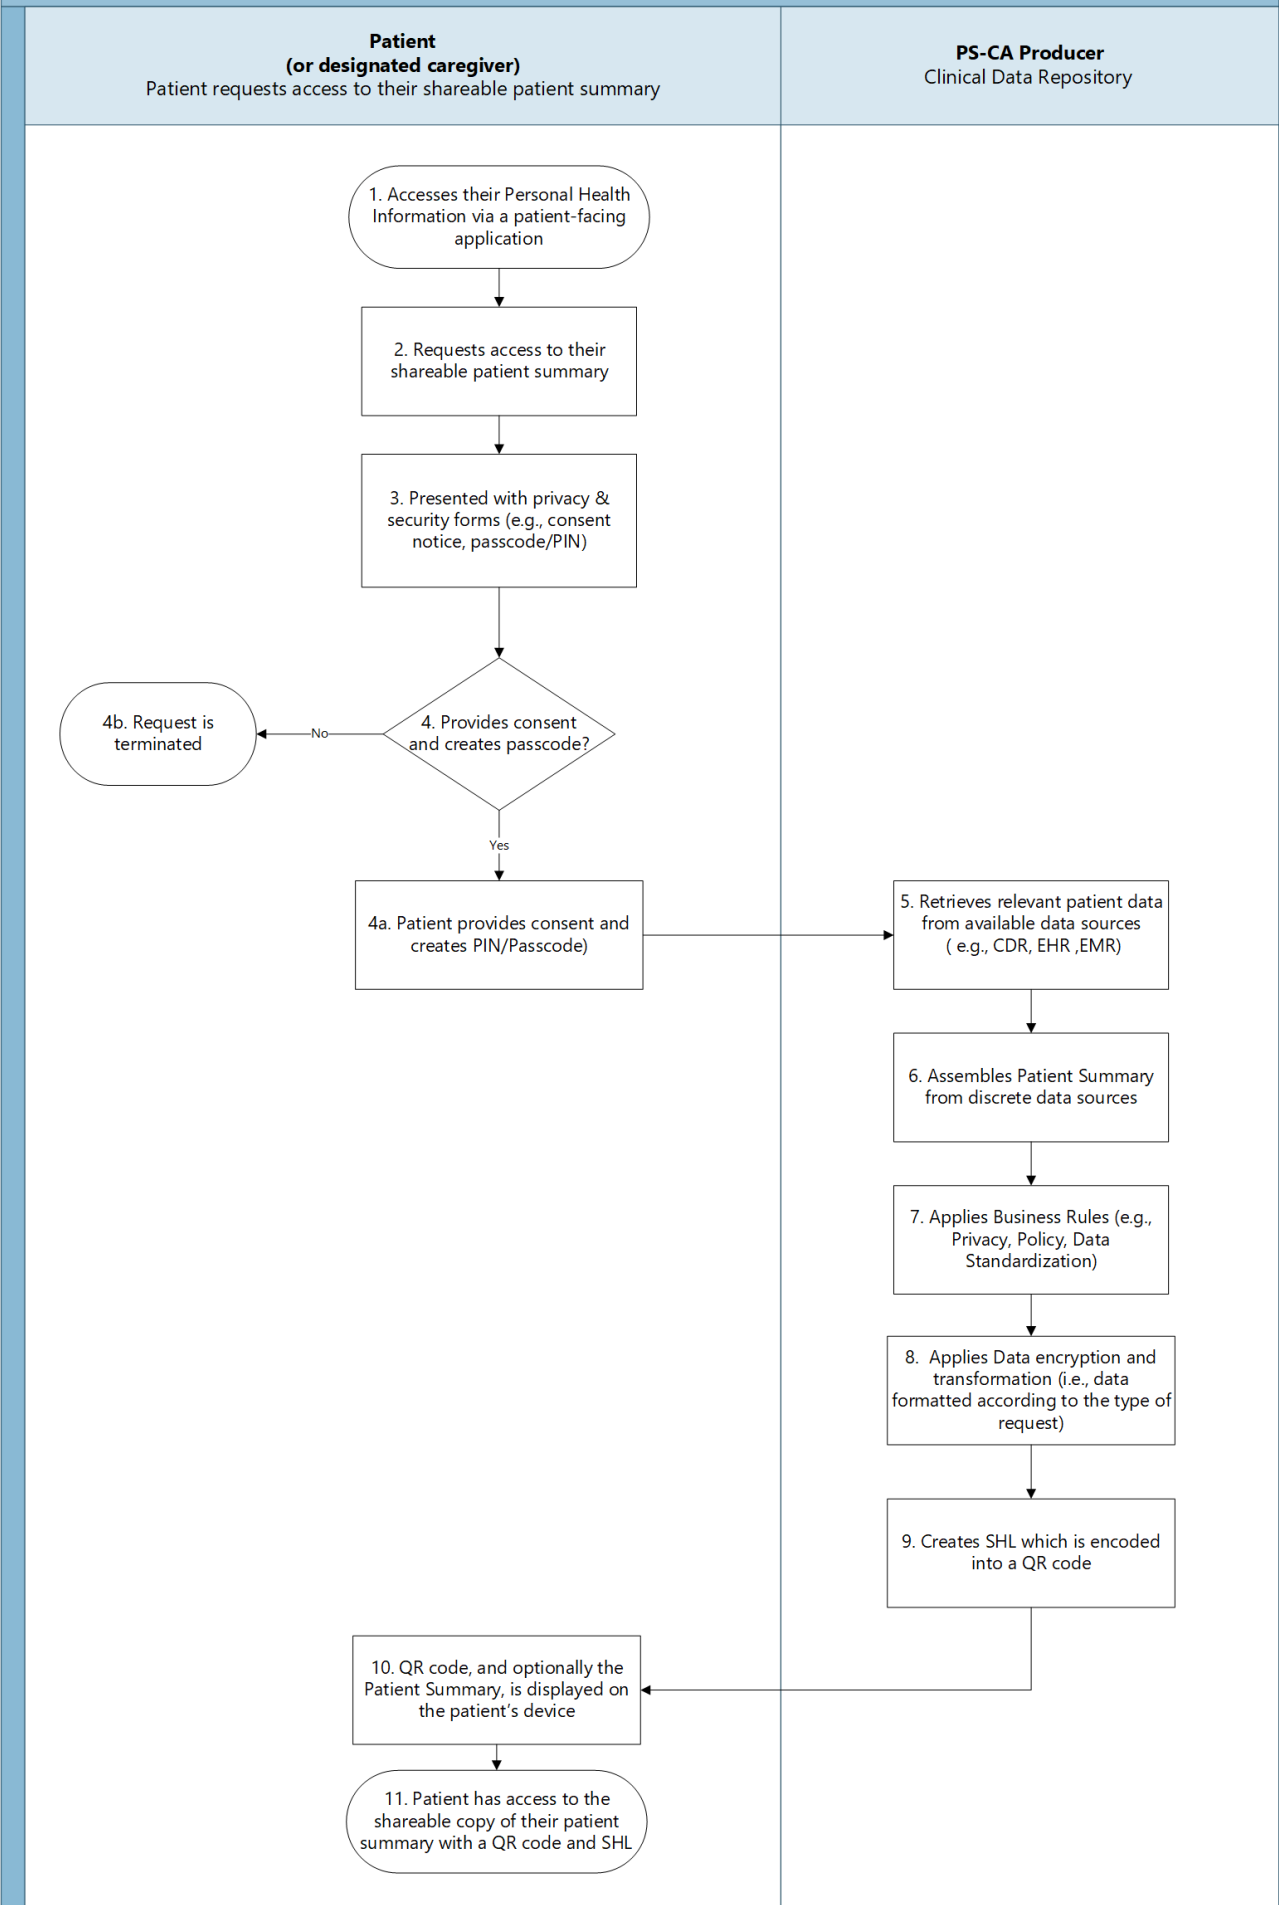 Patient
(or designated caregiver)
Patient requests access to their shareable patient summary
PS-CA Producer
Clinical Data Repository
1. Accesses their Personal Health
Information via a patient-facing
application
2. Requests access to their
shareable patient summary
3. Presented with privacy &
security forms (e.g., consent
notice, passcode/PIN)
4. Provides consent
and creates passcode?
No
4b. Request is
terminated
Yes
4a. Patient provides consent and
creates PIN/Passcode)
5. Retrieves relevant patient data
from available data sources
( e.g., CDR, EHR ,EMR)
6. Assembles Patient Summary
from discrete data sources
7. Applies Business Rules (e.g.,
Privacy, Policy, Data
Standardization)
8.  Applies Data encryption and
transformation (i.e., data
formatted according to the type of
request)
9. Creates SHL which is encoded
into a QR code
10. QR code, and optionally the
Patient Summary, is displayed on
the patient's device
11. Patient has access to the
shareable copy of their patient
summary with a QR code and SHL